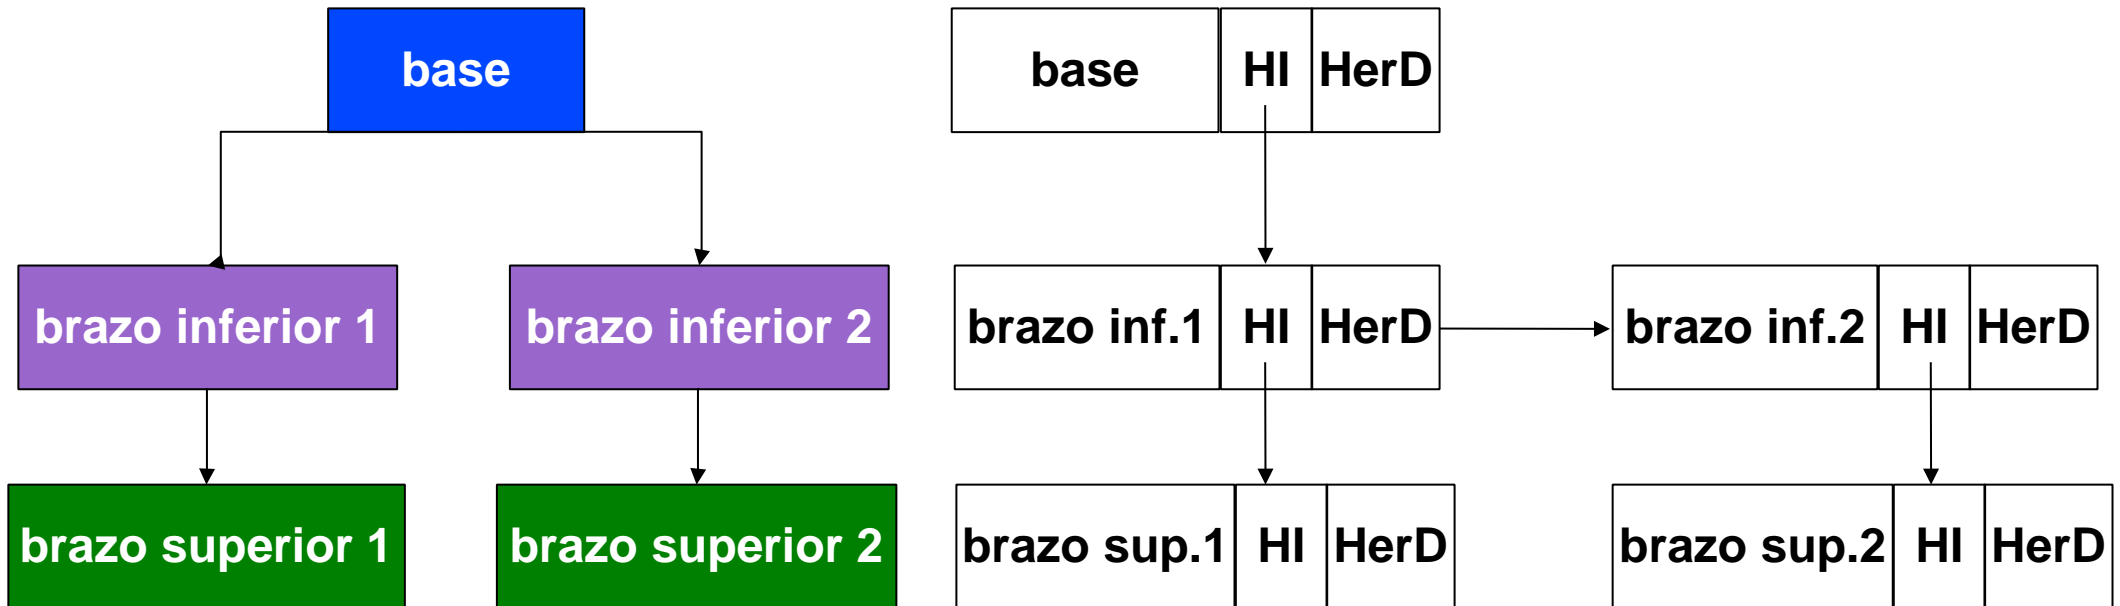 base
brazo inferior 1
brazo inferior 2
brazo superior 1
brazo superior 2
base HI HerD
brazo inf.1 HI HerD
brazo inf.2 HI HerD
brazo sup.1 HI HerD
brazo sup.2 HI HerD